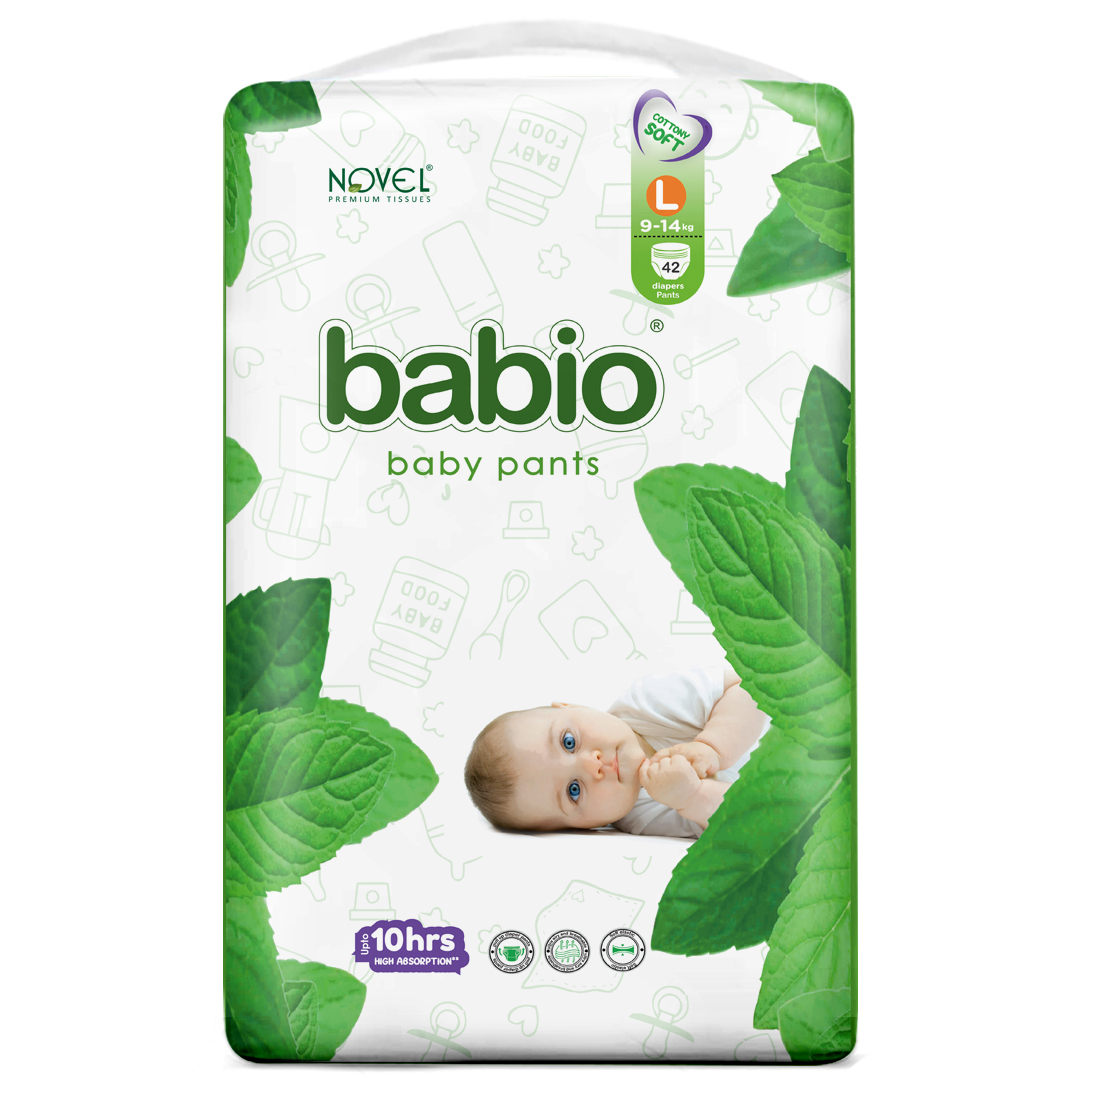 NOVEL®
PREMIUM TISSUES
COTTONY
SOFT
L
9-14kg
42
diapers
Pants
babio®
baby pants
BABY
FOOD
BABY
FOOD
Upto 10hrs
HIGH ABSORPTION**